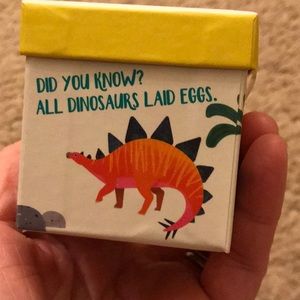 DID YOU KNOW?
ALL DINOSAURS LAID EGGS.